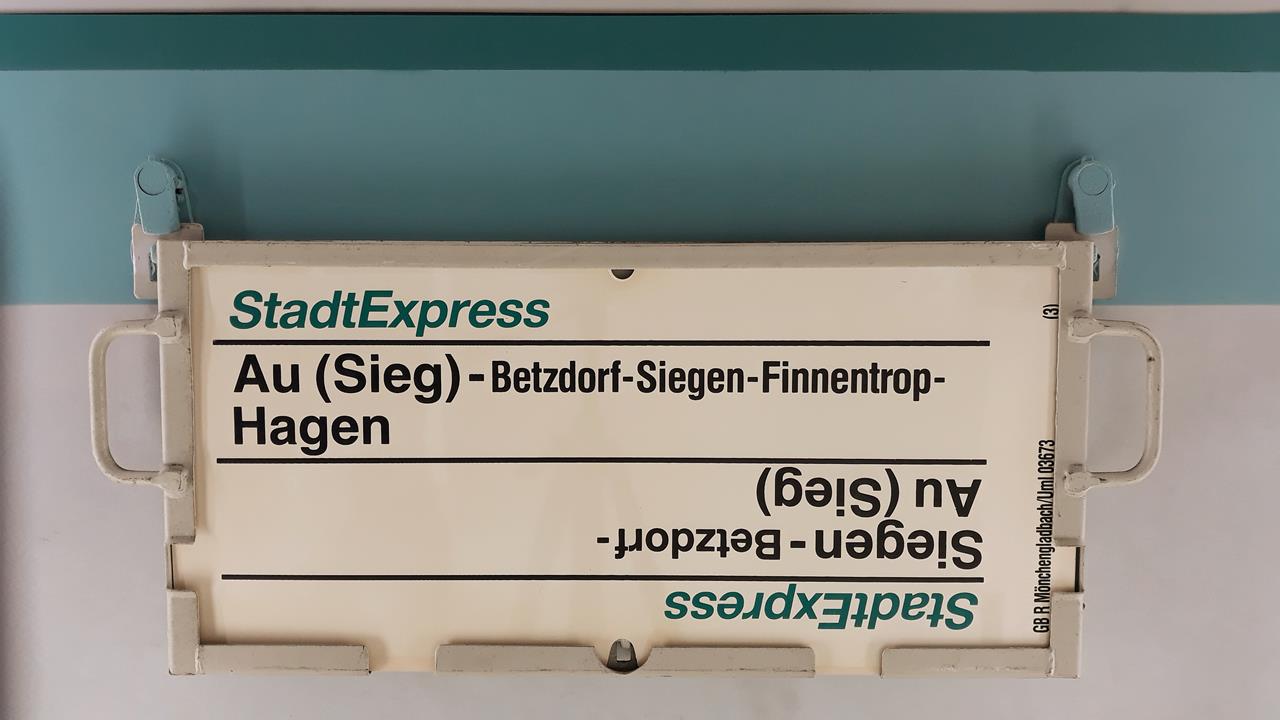 StadtExpress
Au (Sieg) - Betzdorf-Siegen-Finnentrop-
Hagen
StadtExpress
Siegen - Betzdorf -
Au (Sieg)
GB R Mönchengladbach/Uml.03673
(3)